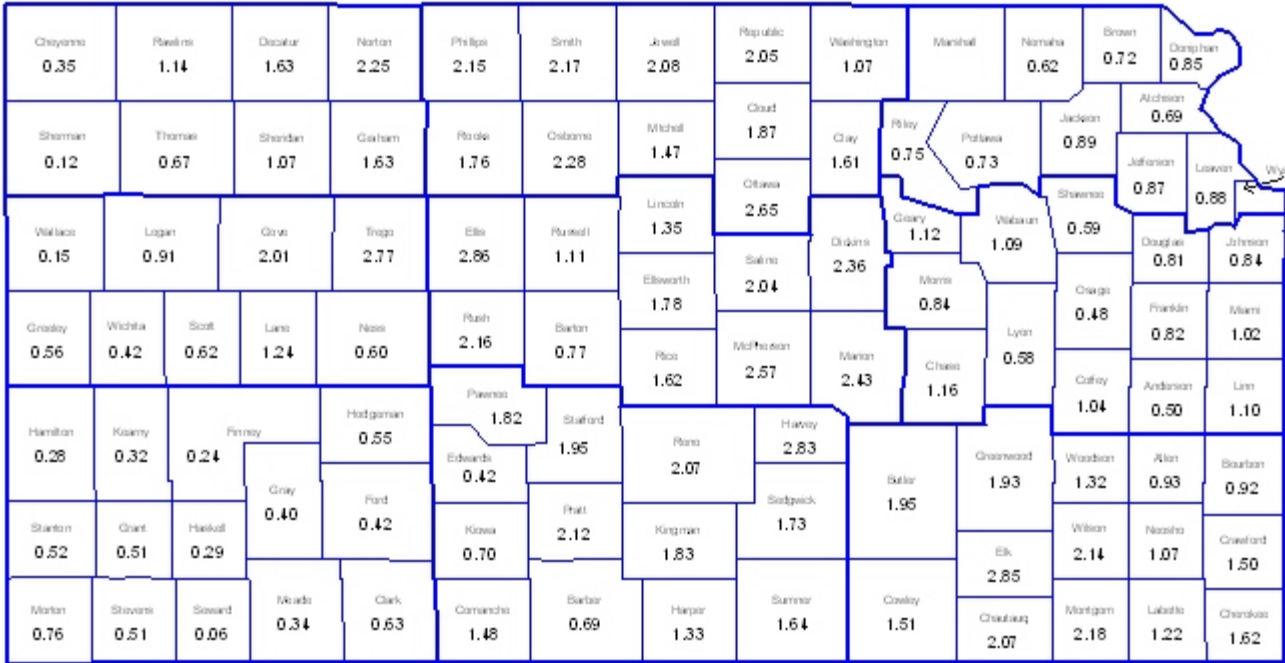 Cheyenne Rawlins Decatur Norton Phillips Smith Jewell Republic Washington Marshall Nemaha Brown Doniphan
0.35 1.14 1.63 2.25 2.15 2.17 2.08 2.05 1.07 0.62 0.72 0.85
Sherman Thomas Sheridan Graham Rooks Osborne Mitchell Cloud Clay Riley Pottawa Jackson Atchison
0.12 0.67 1.07 1.63 1.76 2.28 1.47 1.87 1.61 0.75 0.73 0.89 0.69
Jefferson Leaven Wy
0.87 0.88
Wallace Logan Gove Trego Ellis Russell Lincoln Ottawa Dickins Geary Wabaun Shawnee Douglas Johnson
0.15 0.91 2.01 2.77 2.86 1.11 1.35 2.65 2.36 1.12 1.09 0.59 0.81 0.84
Ellsworth Saline Morris Osage
1.78 2.04 0.84 0.48
Greeley Wichita Scott Lane Ness Rush Barton Rice McPherson Marion Chase Lyon Franklin Miami
0.56 0.42 0.62 1.24 0.60 2.16 0.77 1.62 2.57 2.43 1.16 0.58 0.82 1.02
Coffey Anderson Linn
1.04 0.50 1.10
Hamilton Kearny Finney Hodgeman Pawnee Stafford Reno Harvey
0.28 0.32 0.24 0.55 1.82 1.95 2.07 2.83
Gray Ford Edwards Pratt Sedgwick Butler Greenwood Woodson Allen Bourbon
0.40 0.42 0.42 2.12 1.73 1.95 1.93 1.32 0.93 0.92
Stanton Grant Haskell Kiowa Kingman Elk Wilson Neosho Crawford
0.52 0.51 0.29 0.70 1.83 2.85 2.14 1.07 1.50
Morton Stevens Seward Meade Clark Comanche Barber Harper Sumner Cowley Chautauq Montgom Labette Cherokee
0.76 0.51 0.06 0.34 0.63 1.48 0.69 1.33 1.64 1.51 2.07 2.18 1.22 1.62